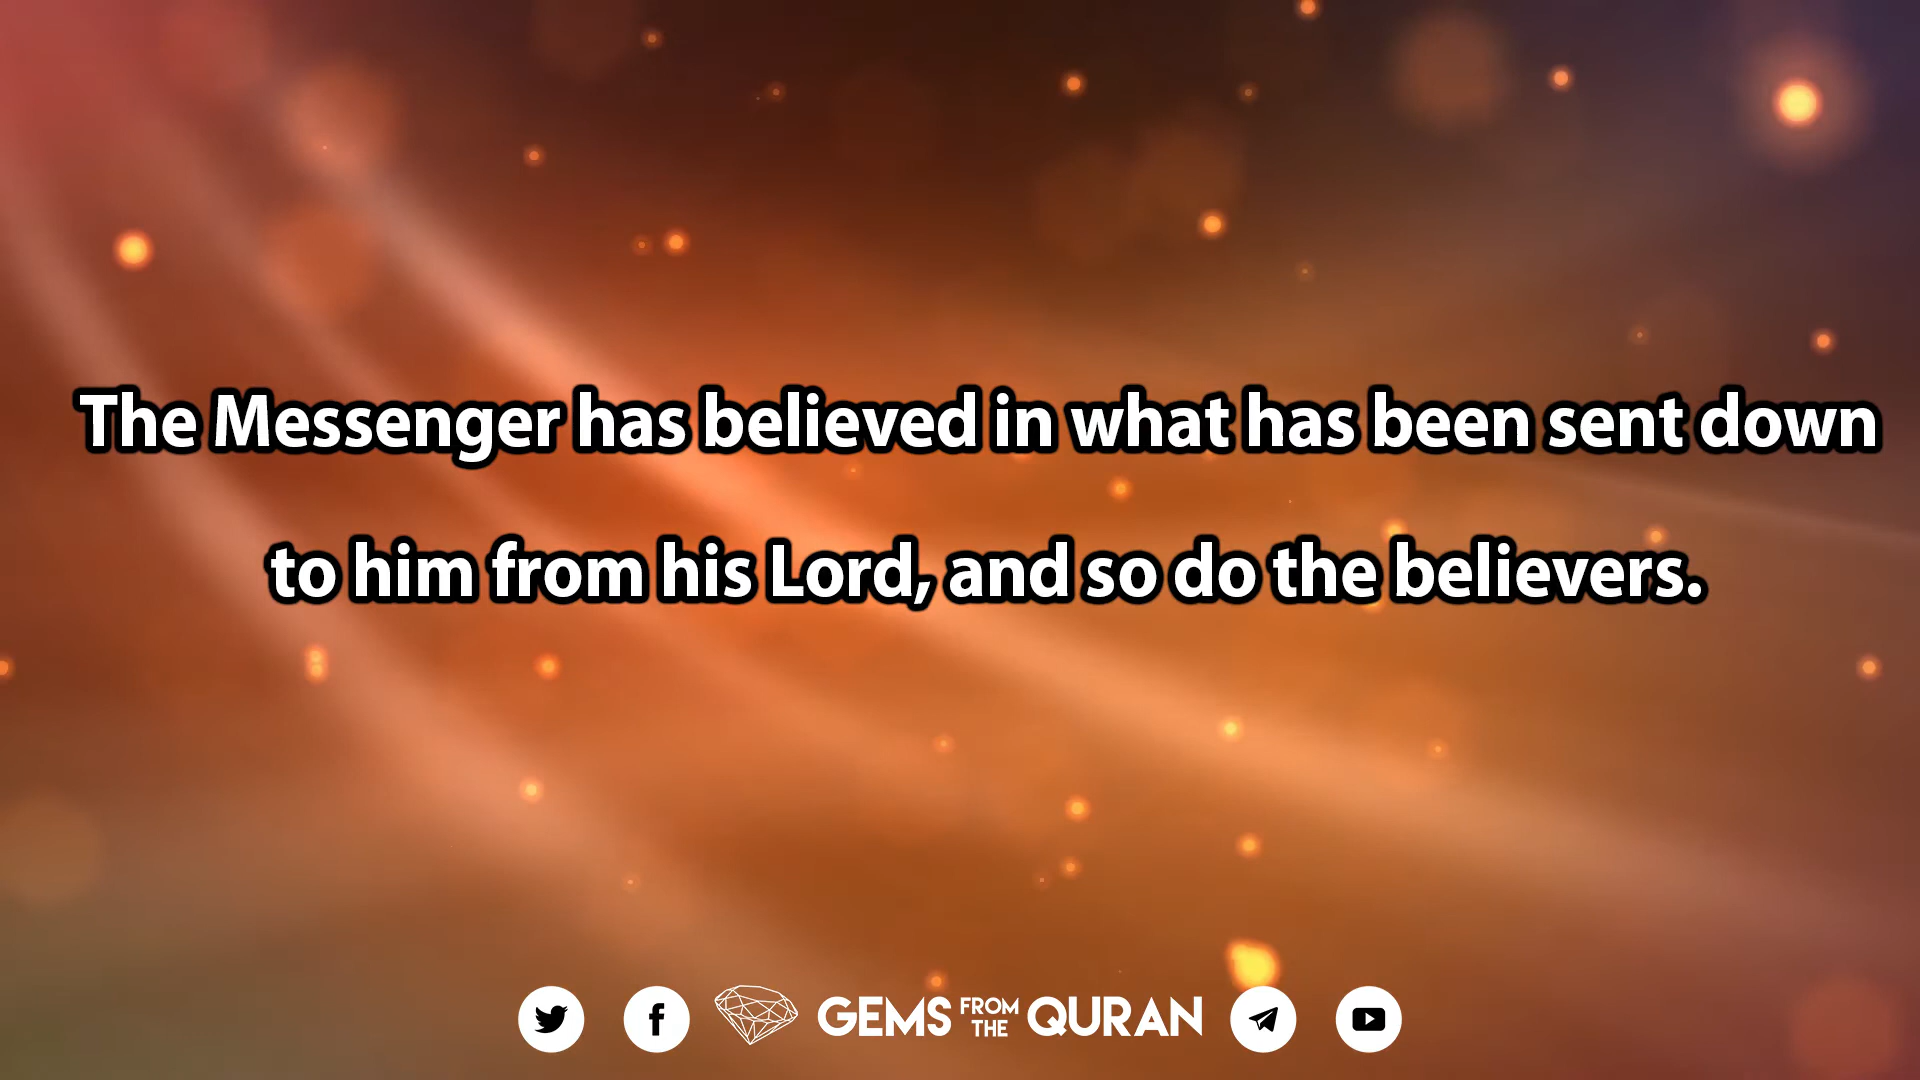 The Messenger has believed in what has been sent down
to him from his Lord, and so do the believers.
GEMS FROM THE QURAN